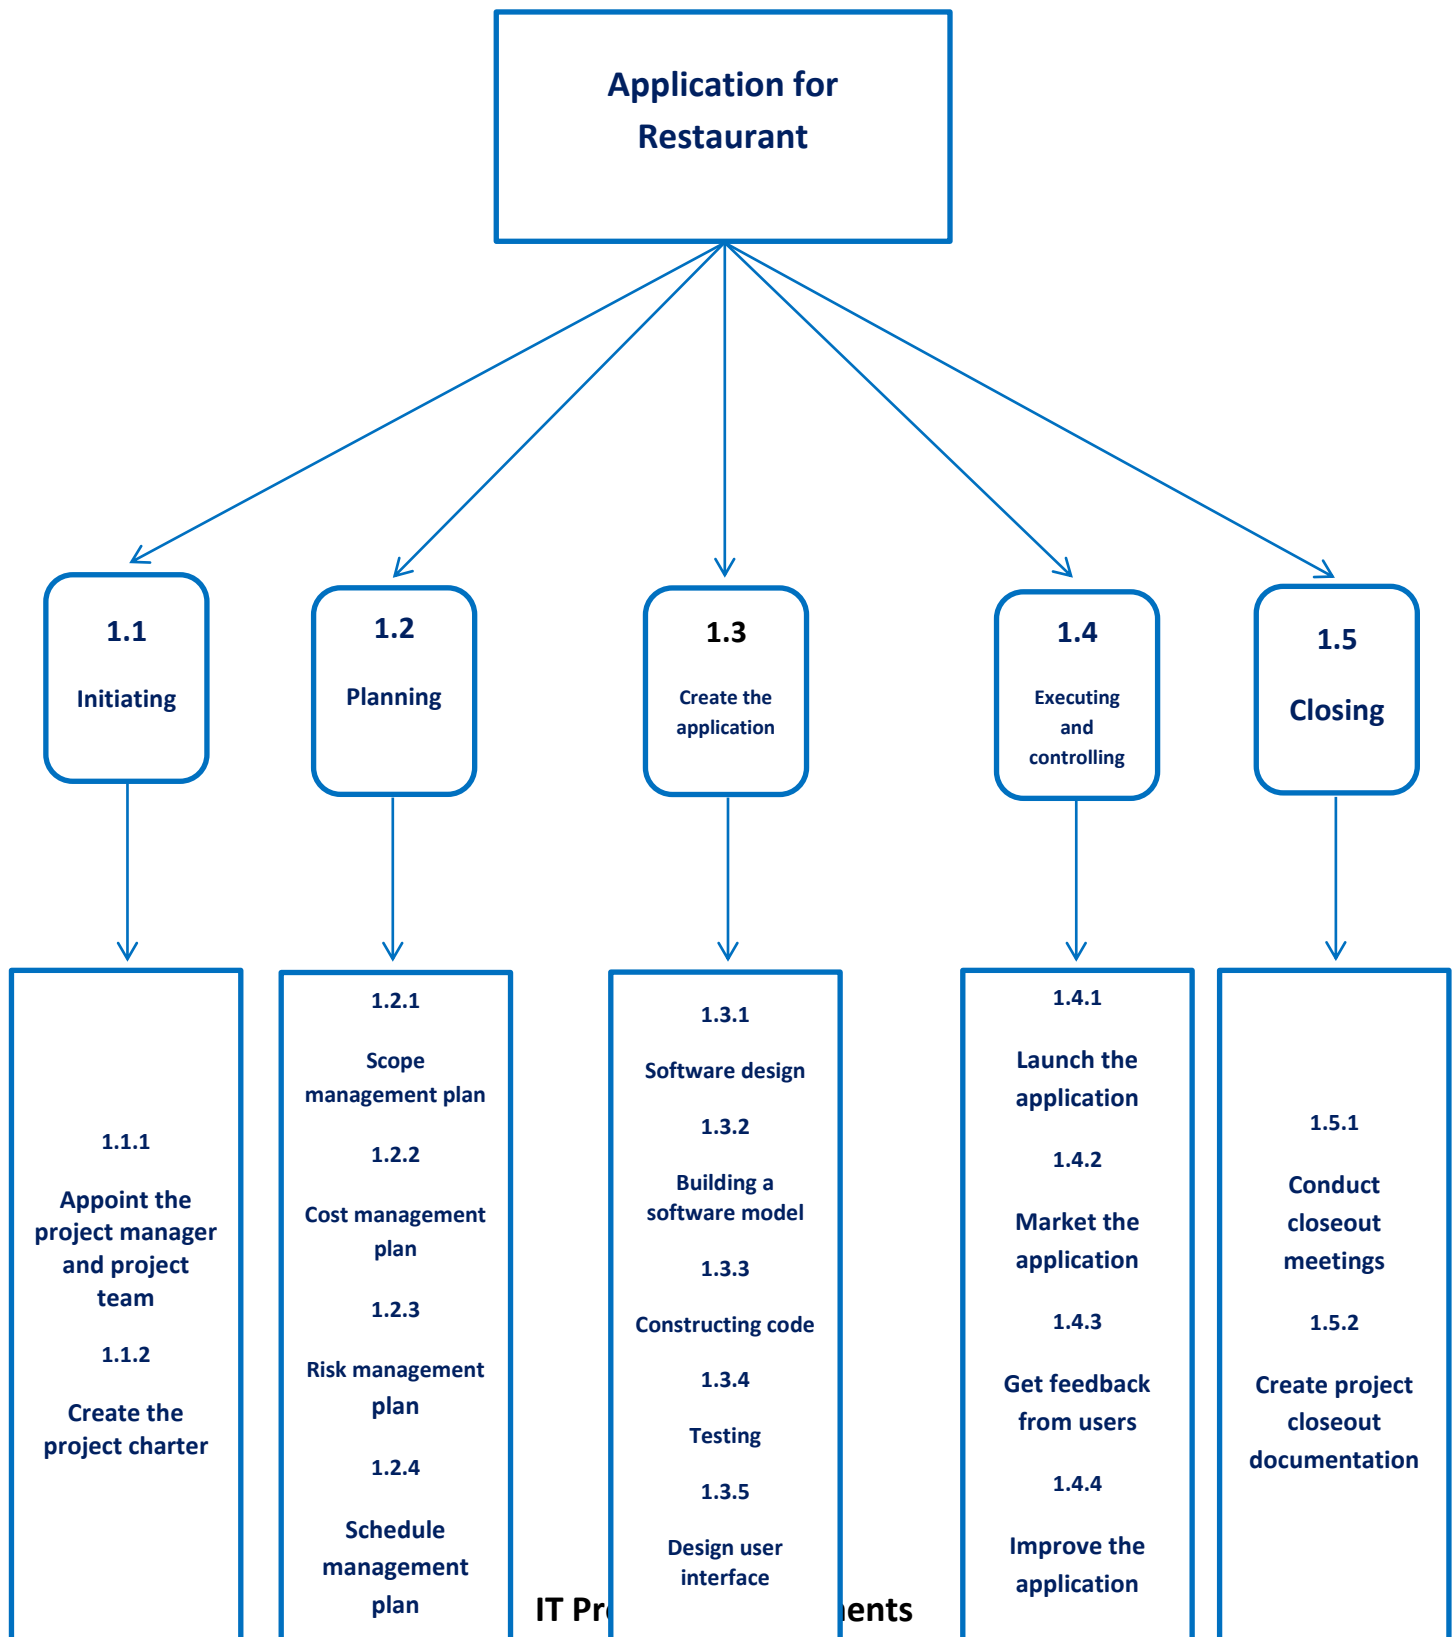 Application for
Restaurant
1.1
Initiating
1.2
Planning
1.3
Create the
application
1.4
Executing
and
controlling
1.5
Closing
1.1.1
Appoint the
project manager
and project
team
1.1.2
Create the
project charter
1.2.1
Scope
management plan
1.2.2
Cost management
plan
1.2.3
Risk management
plan
1.2.4
Schedule
management
plan
1.3.1
Software design
1.3.2
Building a
software model
1.3.3
Constructing code
1.3.4
Testing
1.3.5
Design user
interface
1.4.1
Launch the
application
1.4.2
Market the
application
1.4.3
Get feedback
from users
1.4.4
Improve the
application
1.5.1
Conduct
closeout
meetings
1.5.2
Create project
closeout
documentation
IT